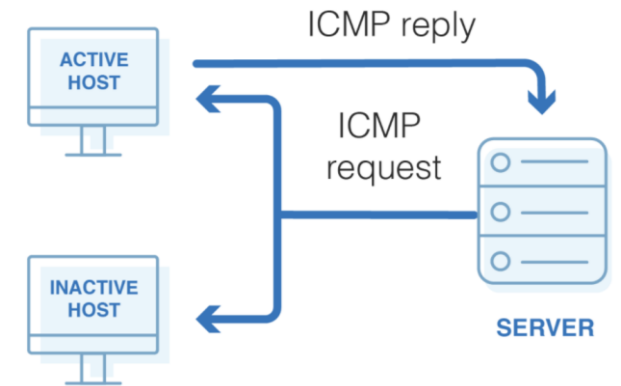 ICMP reply
ACTIVE
HOST
ICMP
request
INACTIVE
HOST
SERVER